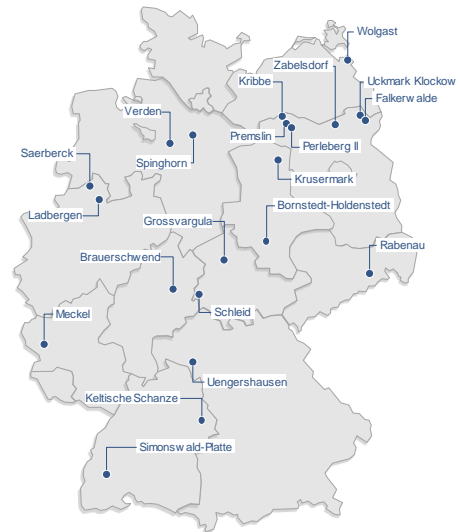 Wolgast
Zabelsdorf
Kribbe
Uckmark Klockow
Falkerwalde
Verden
Premslin
Perleberg II
Saerberck
Spinghorn
Krusermark
Ladbergen
Bornstedt-Holdenstedt
Grossvargula
Rabenau
Brauerschwend
Meckel
Schleid
Uengershausen
Keltische Schanze
Simonswald-Platte